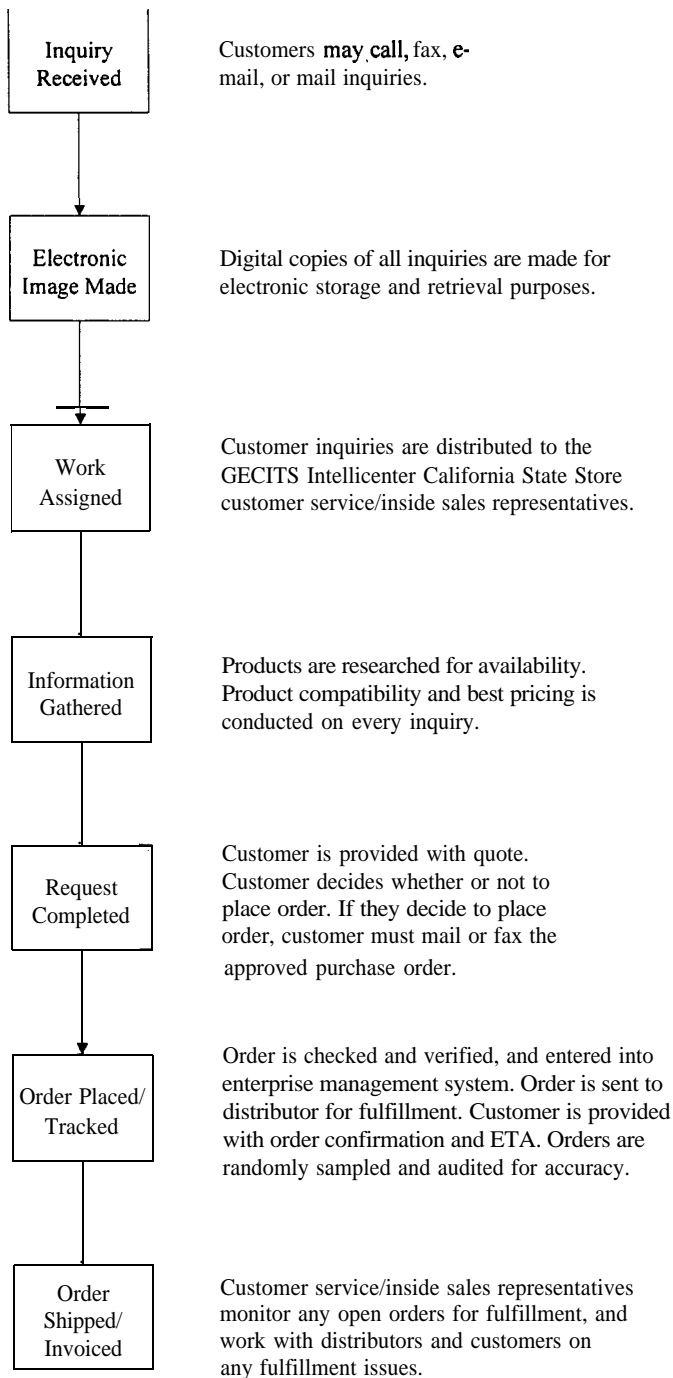 Inquiry
Received
Customers may call, fax, e-
mail, or mail inquiries.
Electronic
Image Made
Digital copies of all inquiries are made for
electronic storage and retrieval purposes.
Work
Assigned
Customer inquiries are distributed to the
GECITS Intellicenter California State Store
customer service/inside sales representatives.
Information
Gathered
Products are researched for availability.
Product compatibility and best pricing is
conducted on every inquiry.
Request
Completed
Customer is provided with quote.
Customer decides whether or not to
place order. If they decide to place
order, customer must mail or fax the
approved purchase order.
Order Placed/
Tracked
Order is checked and verified, and entered into
enterprise management system. Order is sent to
distributor for fulfillment. Customer is provided
with order confirmation and ETA. Orders are
randomly sampled and audited for accuracy.
Order
Shipped/
Invoiced
Customer service/inside sales representatives
monitor any open orders for fulfillment, and
work with distributors and customers on
any fulfillment issues.